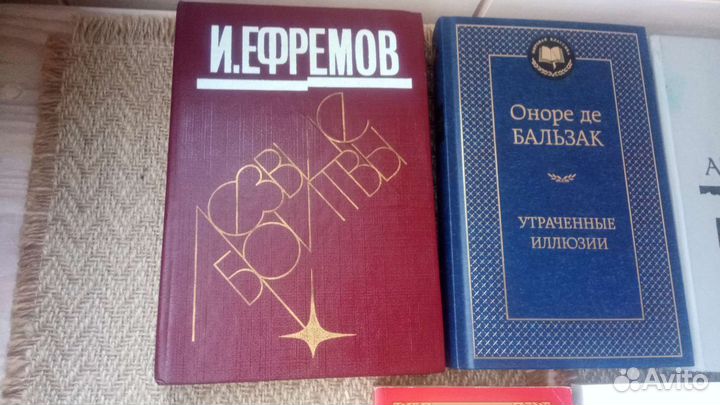 И.ЕФРЕМОВ
ЛЕЗВИЕ
БРИТВЫ
Оноре де
БАЛЬЗАК
УТРАЧЕННЫЕ
ИЛЛЮЗИИ
А
Avito